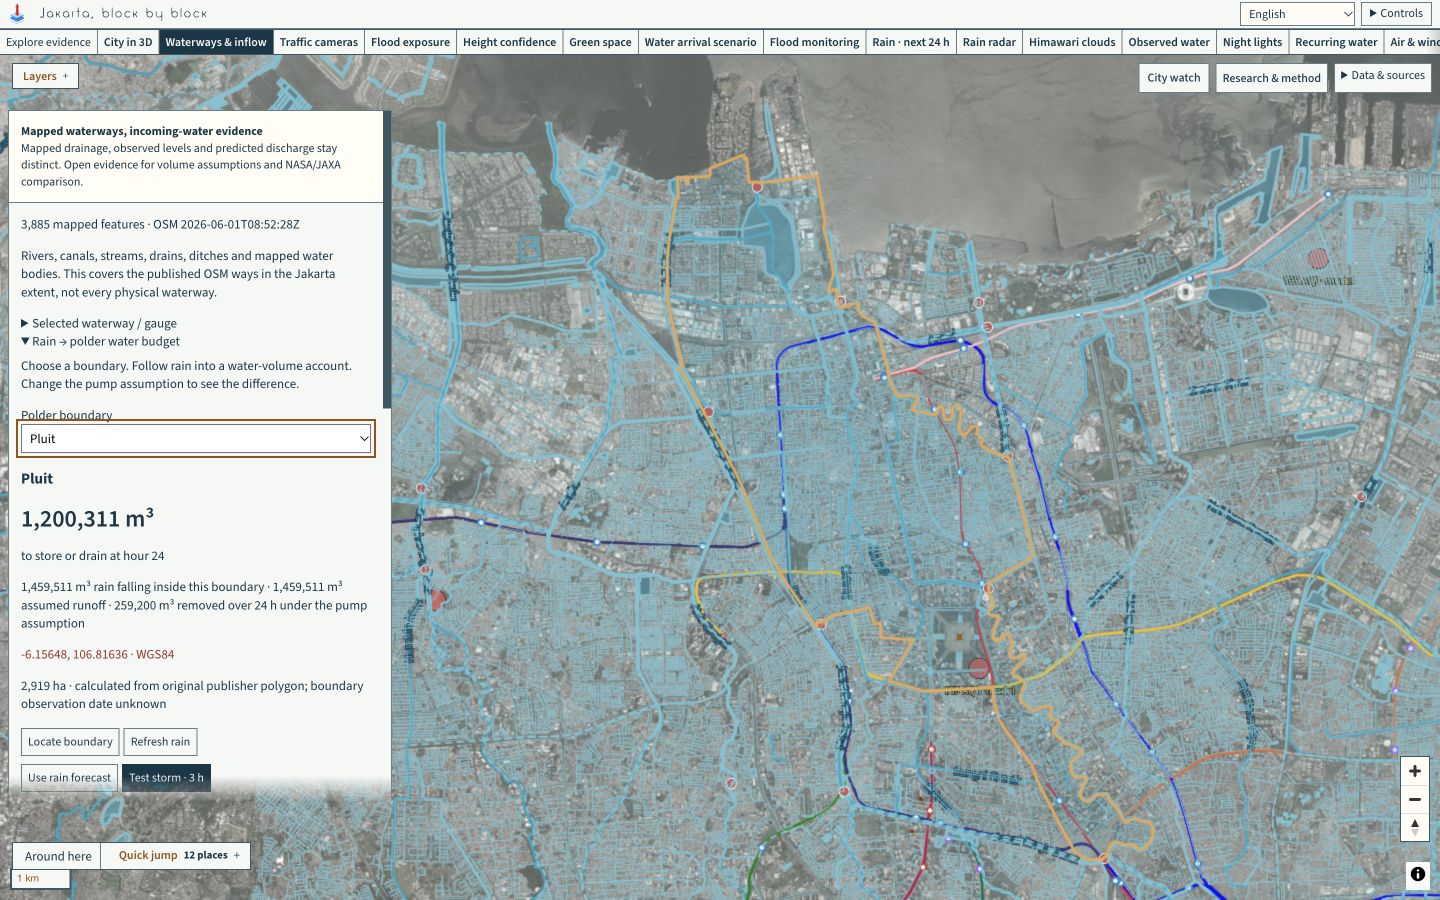 Jakarta, block by block
English
Controls
Explore evidence
City in 3D
Waterways & inflow
Traffic cameras
Flood exposure
Height confidence
Green space
Water arrival scenario
Flood monitoring
Rain · next 24 h
Rain radar
Himawari clouds
Observed water
Night lights
Recurring water
Air & wind
Layers +
City watch
Research & method
Data & sources
Mapped waterways, incoming-water evidence
Mapped drainage, observed levels and predicted discharge stay
distinct. Open evidence for volume assumptions and NASA/JAXA
comparison.
3,885 mapped features · OSM 2026-06-01T08:52:28Z
Rivers, canals, streams, drains, ditches and mapped water
bodies. This covers the published OSM ways in the Jakarta
extent, not every physical waterway.
Selected waterway / gauge
Rain → polder water budget
Choose a boundary. Follow rain into a water-volume account.
Change the pump assumption to see the difference.
Polder boundary
Pluit
Pluit
1,200,311 m³
to store or drain at hour 24
1,459,511 m³ rain falling inside this boundary · 1,459,511 m³
assumed runoff · 259,200 m³ removed over 24 h under the pump
assumption
-6.15648, 106.81636 · WGS84
2,919 ha · calculated from original publisher polygon; boundary
observation date unknown
Locate boundary
Refresh rain
Use rain forecast
Test storm · 3 h
Around here
Quick jump 12 places +
1 km